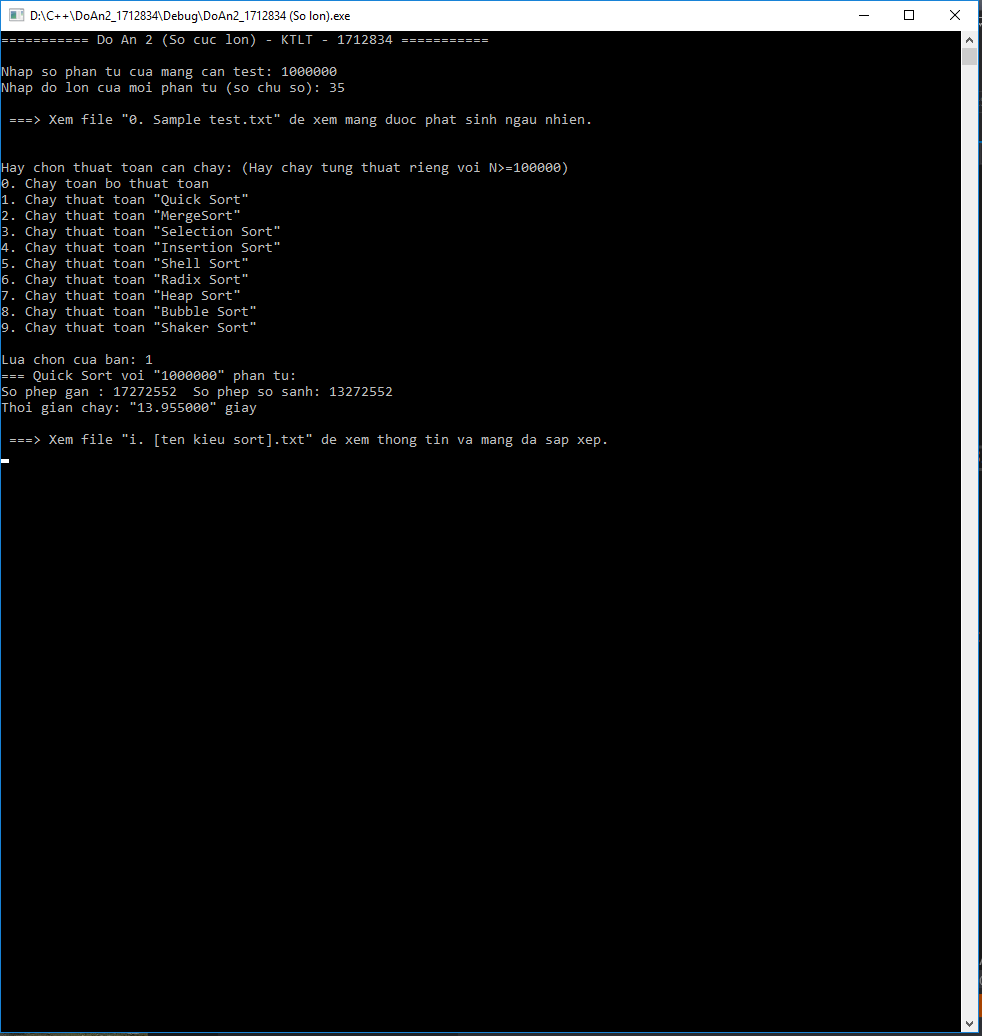 D:\C++\DoAn2_1712834\Debug\DoAn2_1712834 (So lon).exe
=========== Do An 2 (So cuc lon) - KTLT - 1712834 ===========
Nhap so phan tu cua mang can test: 1000000
Nhap do lon cua moi phan tu (so chu so): 35
===> Xem file "0. Sample test.txt" de xem mang duoc phat sinh ngau nhien.
Hay chon thuat toan can chay: (Hay chay tung thuat rieng voi N>=100000)
0. Chay toan bo thuat toan
1. Chay thuat toan "Quick Sort"
2. Chay thuat toan "MergeSort"
3. Chay thuat toan "Selection Sort"
4. Chay thuat toan "Insertion Sort"
5. Chay thuat toan "Shell Sort"
6. Chay thuat toan "Radix Sort"
7. Chay thuat toan "Heap Sort"
8. Chay thuat toan "Bubble Sort"
9. Chay thuat toan "Shaker Sort"
Lua chon cua ban: 1
=== Quick Sort voi "1000000" phan tu:
So phep gan : 17272552  So phep so sanh: 13272552
Thoi gian chay: "13.955000" giay
===> Xem file "i. [ten kieu sort].txt" de xem thong tin va mang da sap xep.